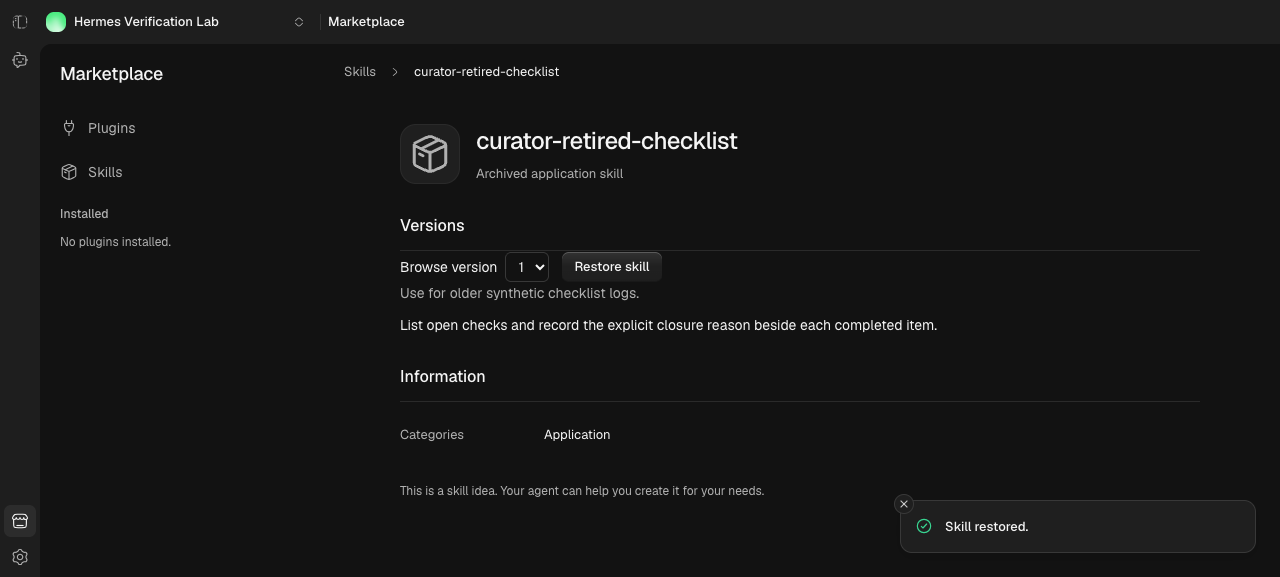 Hermes Verification Lab
Marketplace
Marketplace
Plugins
Skills
Installed
No plugins installed.
Skills
curator-retired-checklist
curator-retired-checklist
Archived application skill
Versions
Browse version 1 Restore skill
Use for older synthetic checklist logs.
List open checks and record the explicit closure reason beside each completed item.
Information
Categories Application
This is a skill idea. Your agent can help you create it for your needs.
Skill restored.